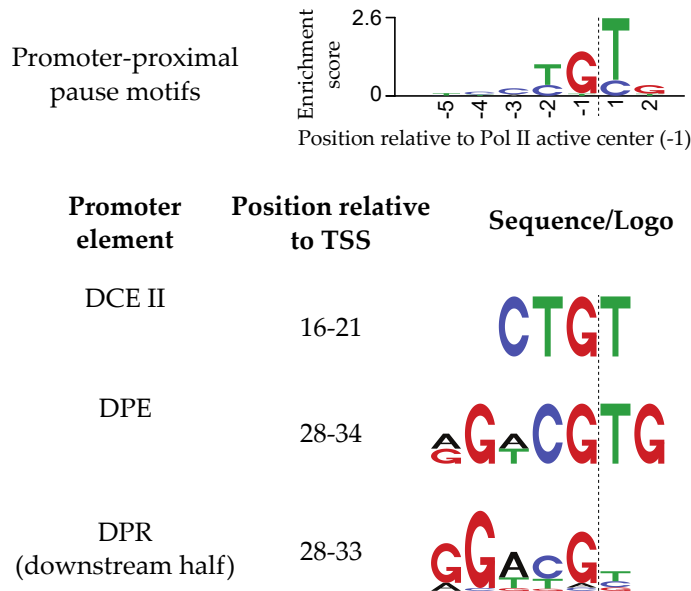 Promoter-proximal
pause motifs
Enrichment
score
2.6
0
T C G T C G
-5 -4 -3 -2 -1 1 2
Position relative to Pol II active center (-1)
Promoter
element
Position relative
to TSS
Sequence/Logo
DCE II
16-21
CTGT
DPE
28-34
A G A C G T G
G T
DPR
(downstream half)
28-33
G G A C G T
A C T T A C